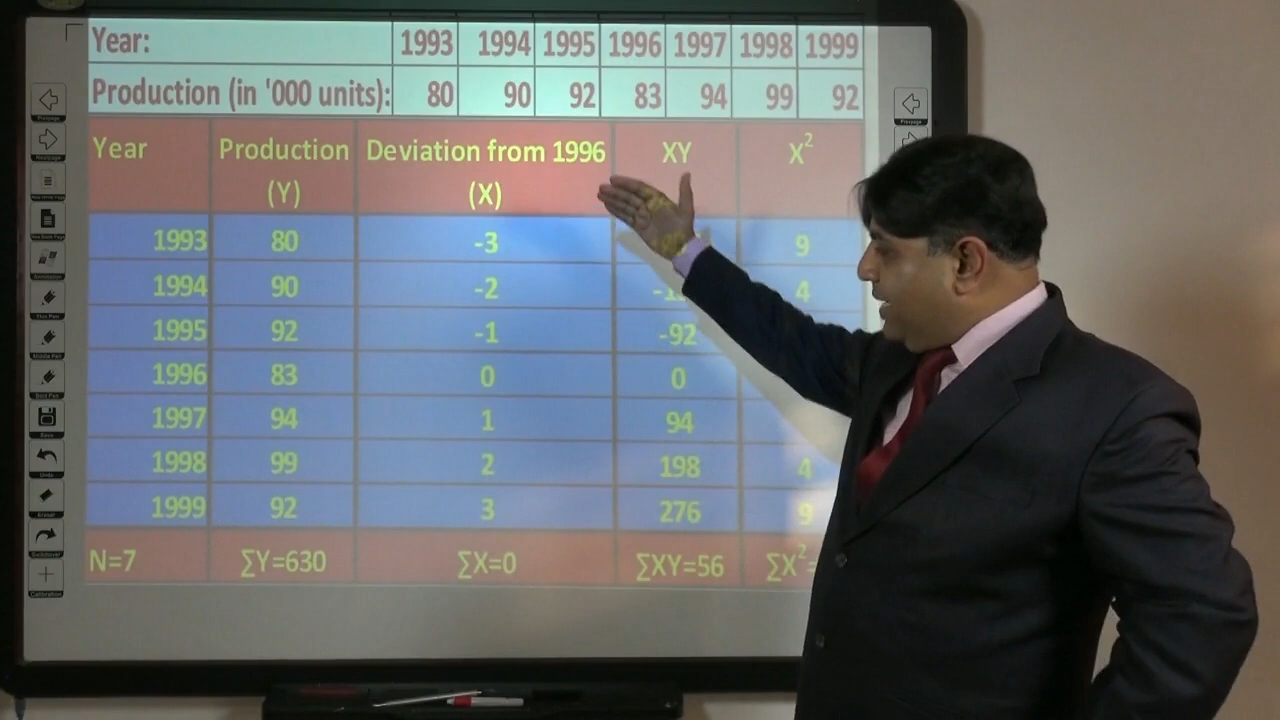 Year: 1993 1994 1995 1996 1997 1998 1999
Production (in '000 units): 80 90 92 83 94 99 92
Year Production (Y) Deviation from 1996 (X) XY X²
1993 80 -3 9
1994 90 -2 4
1995 92 -1 -92
1996 83 0 0
1997 94 1 94
1998 99 2 198 4
1999 92 3 276 9
N=7 ∑Y=630 ∑X=0 ∑XY=56 ∑X²=